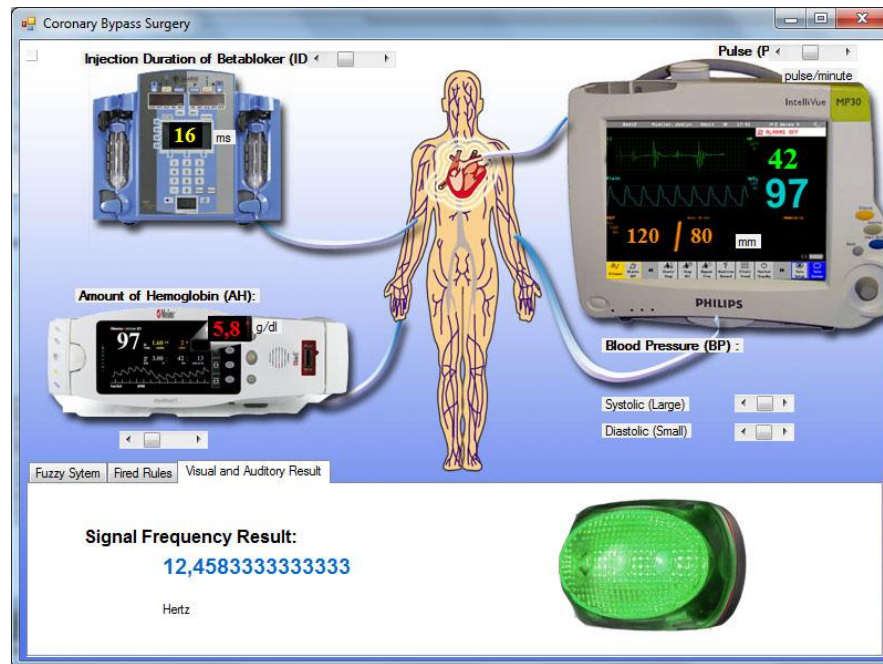 Coronary Bypass Surgery
Injection Duration of Betabloker (ID
Pulse (P
pulse/minute
IntelliVue MP30
ALARMS OFF
16
ms
42
97
120 / 80
mm
PHILIPS
Amount of Hemoglobin (AH):
97
5,8
g/dl
Blood Pressure (BP) :
Systolic (Large)
Diastolic (Small)
Fuzzy Sytem
Fired Rules
Visual and Auditory Result
Signal Frequency Result:
12,4583333333333
Hertz